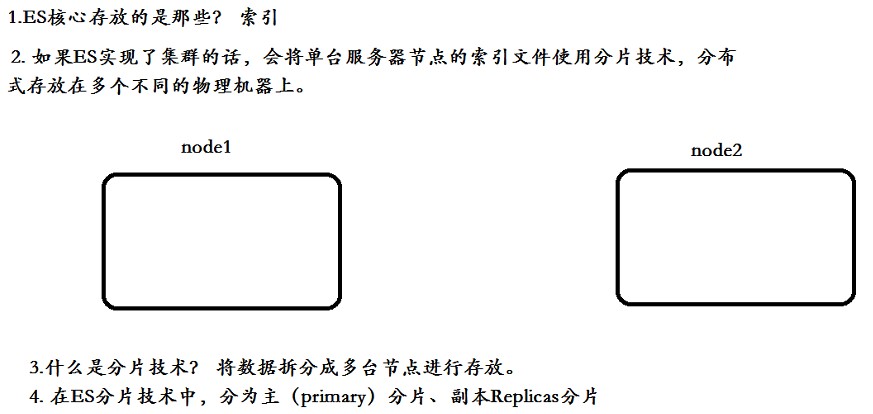 1.ES核心存放的是那些？ 索引
2. 如果ES实现了集群的话，会将单台服务器节点的索引文件使用分片技术，分布
式存放在多个不同的物理机器上。
node1
node2
3.什么是分片技术？ 将数据拆分成多台节点进行存放。
4. 在ES分片技术中，分为主（primary）分片、副本Replicas分片